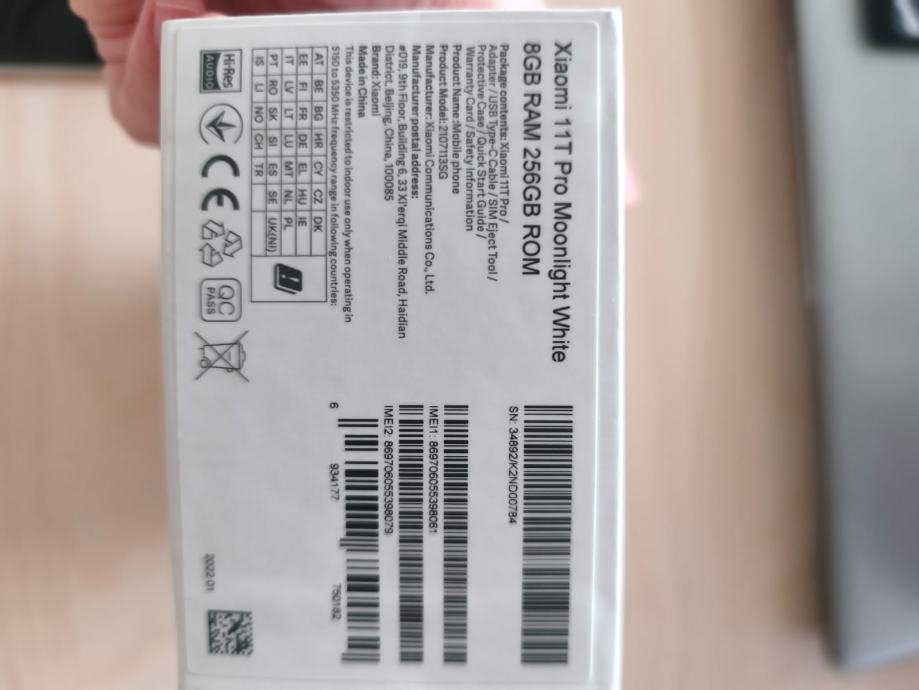 Xiaomi 11T Pro Moonlight White
8GB RAM 256GB ROM
Package contents: Xiaomi 11T Pro /
Adapter / USB Type-C Cable / SIM Eject Tool /
Protective Case / Quick Start Guide /
Warranty Card / Safety Information
Product Name :Mobile phone
Product Model: 2107113SG
Manufacturer: Xiaomi Communications Co., Ltd.
Manufacturer postal address:
#019, 9th Floor, Building 6, 33 Xi'erqi Middle Road, Haidian
District, Beijing, China, 100085
Brand: Xiaomi
Made in China
This device is restricted to indoor use only when operating in
5150 to 5350 MHz frequency range in following countries:
AT BE BG HR CY CZ DK
EE FI FR DE EL HU IE
IT LV LT LU MT NL PL
PT RO SK SI ES SE UK(NI)
IS LI NO CH TR
Hi-Res
AUDIO
CE
QC
PASS
SN: 34892/K2ND00784
IMEI1: 869706055398061
IMEI2: 869706055398079
6 934177 750182
2022 01